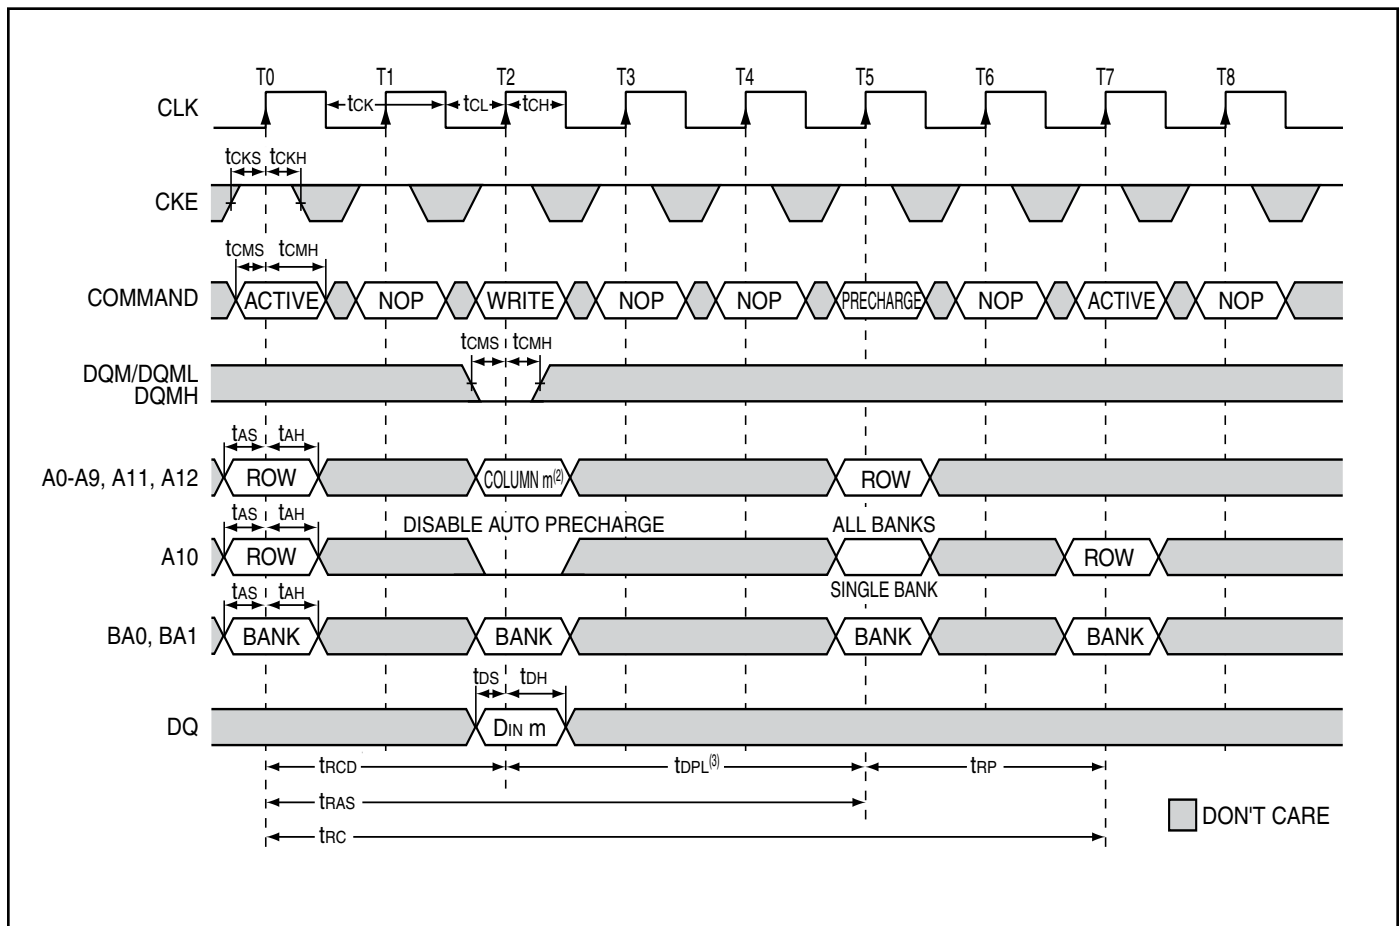 T0 T1 T2 T3 T4 T5 T6 T7 T8
CLK tCK tCL tCH
tCKS tCKH
CKE
tCMS tCMH
COMMAND ACTIVE NOP WRITE NOP NOP PRECHARGE NOP ACTIVE NOP
tCMS tCMH
DQM/DQML
DQMH
tAS tAH
A0-A9, A11, A12 ROW COLUMN m(2) ROW
tAS tAH DISABLE AUTO PRECHARGE ALL BANKS
A10 ROW ROW
tAS tAH SINGLE BANK
BA0, BA1 BANK BANK BANK BANK
tDS tDH
DQ DIN m
tRCD tDPL(3) tRP
tRAS
DON'T CARE
tRC